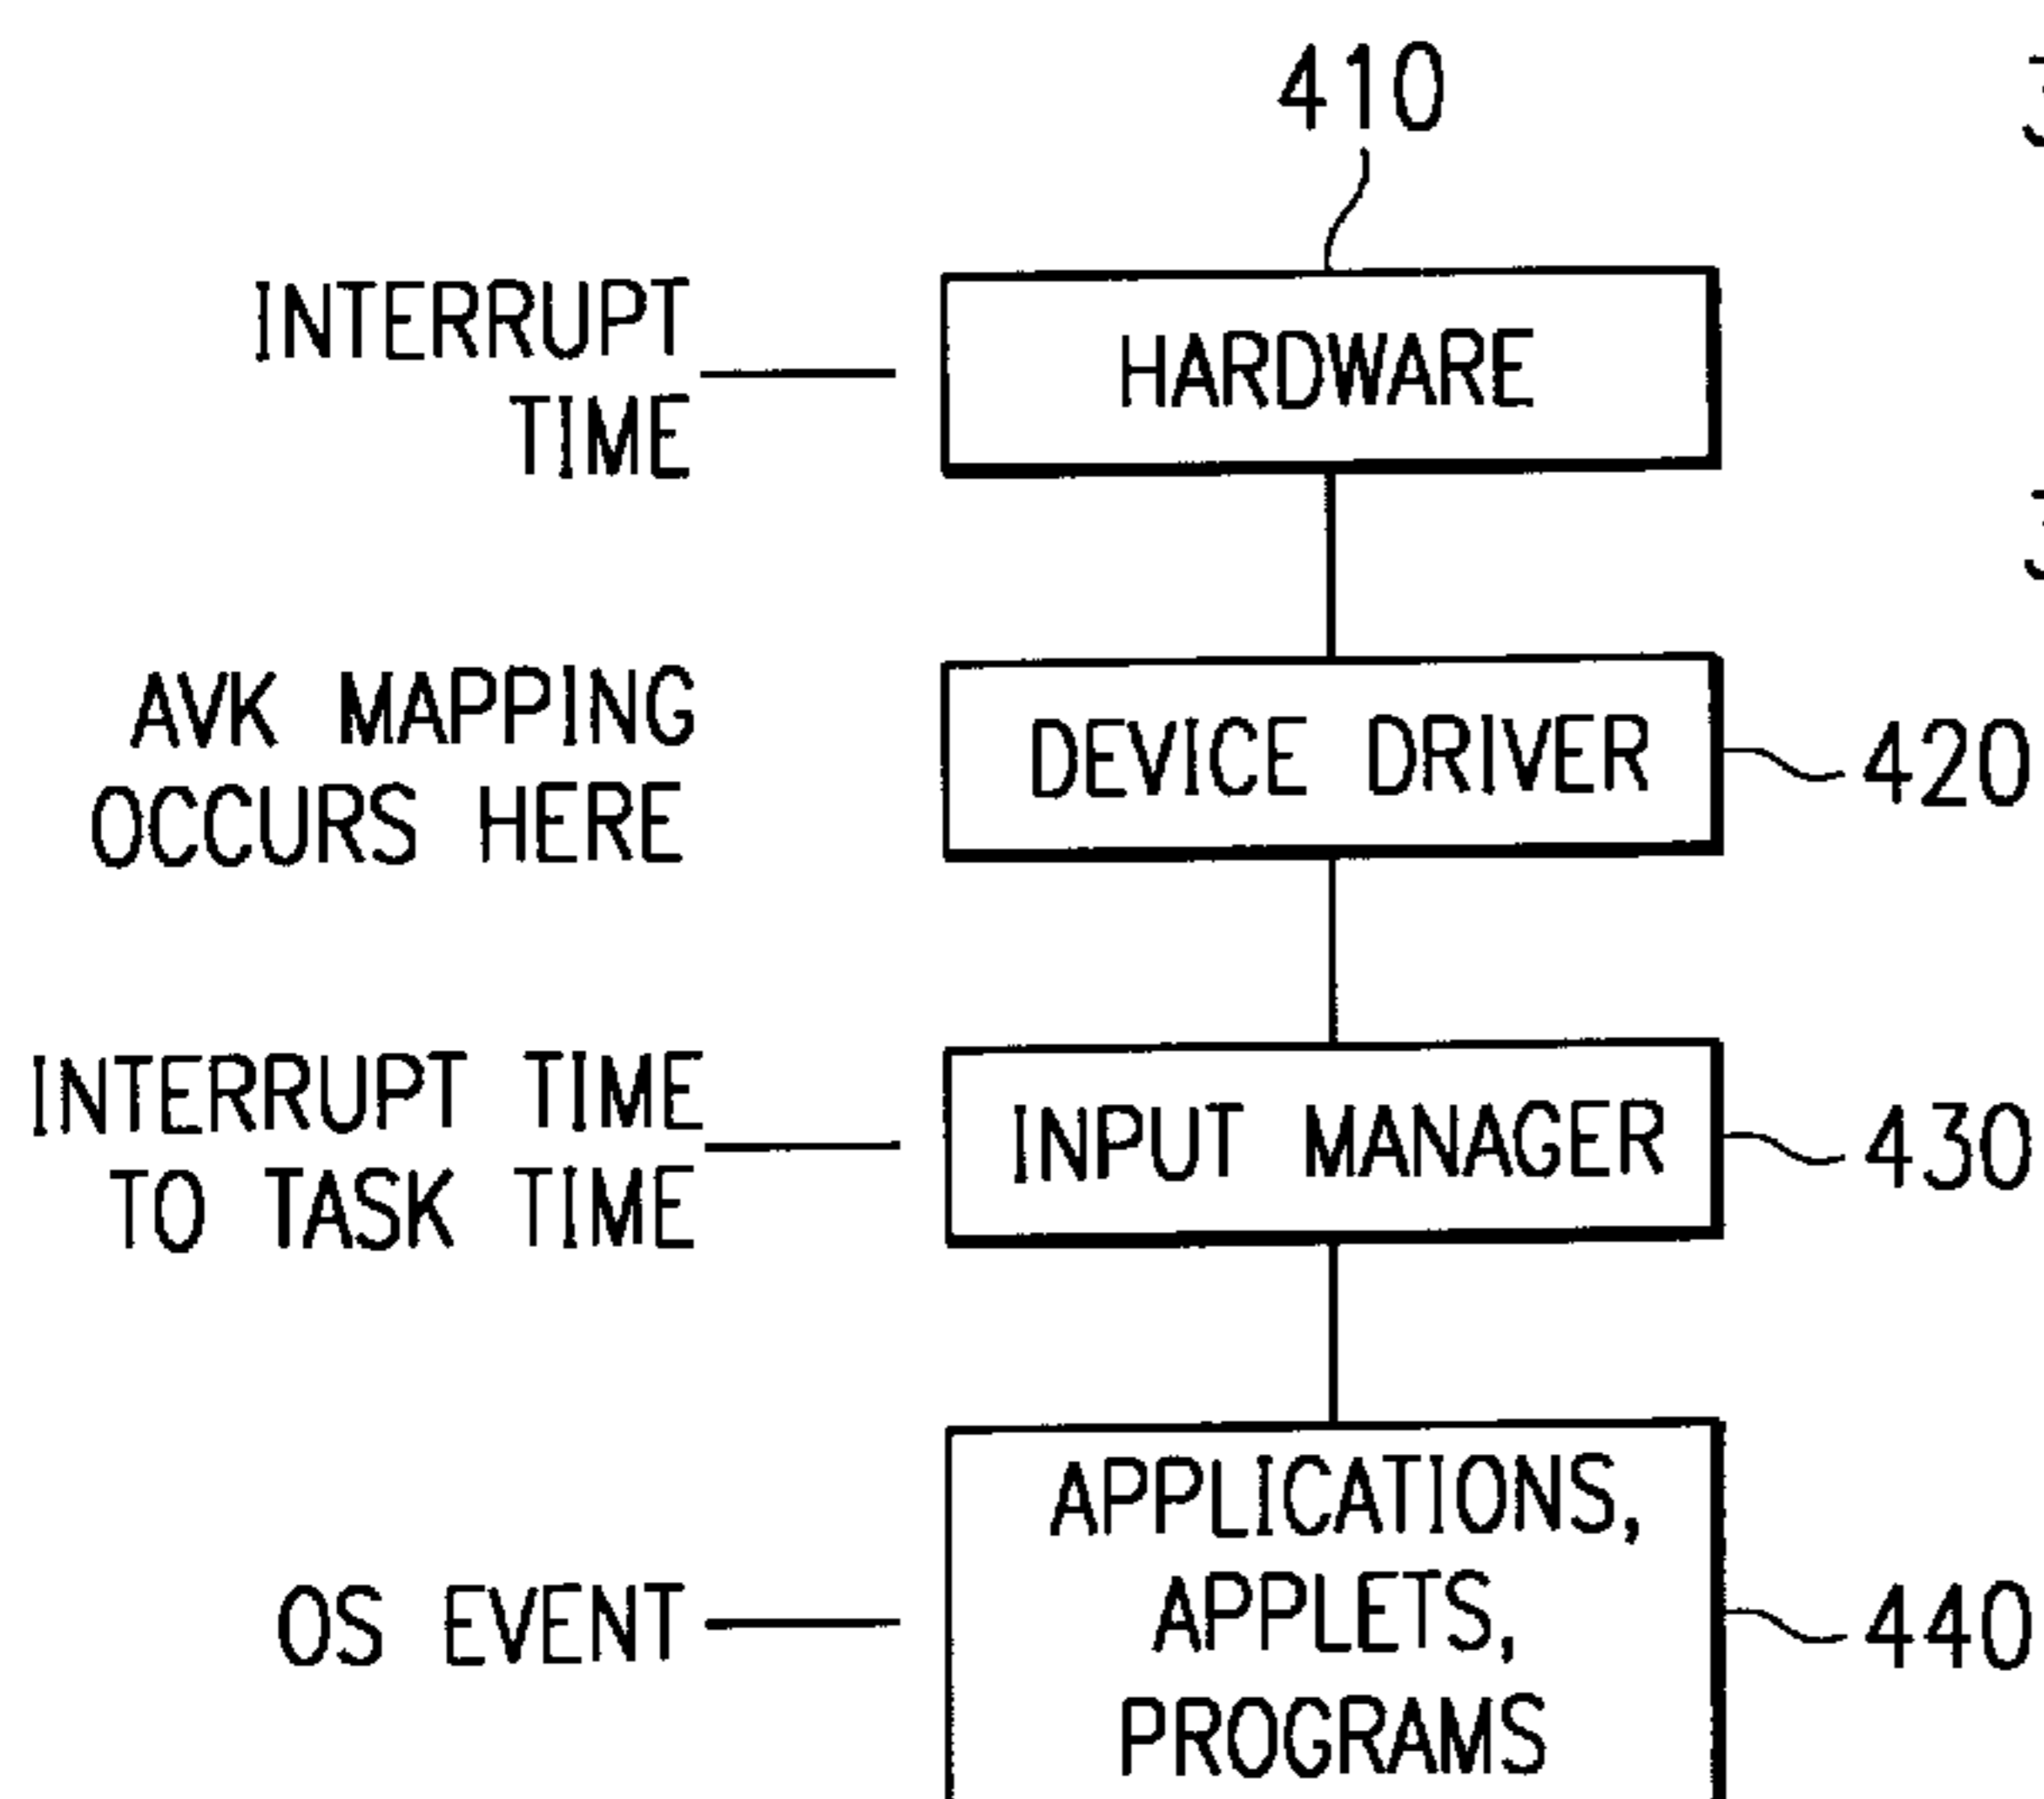 410
INTERRUPT
TIME
HARDWARE
AVK MAPPING
OCCURS HERE
DEVICE DRIVER
420
INTERRUPT TIME
TO TASK TIME
INPUT MANAGER
430
OS EVENT
APPLICATIONS,
APPLETS,
PROGRAMS
440